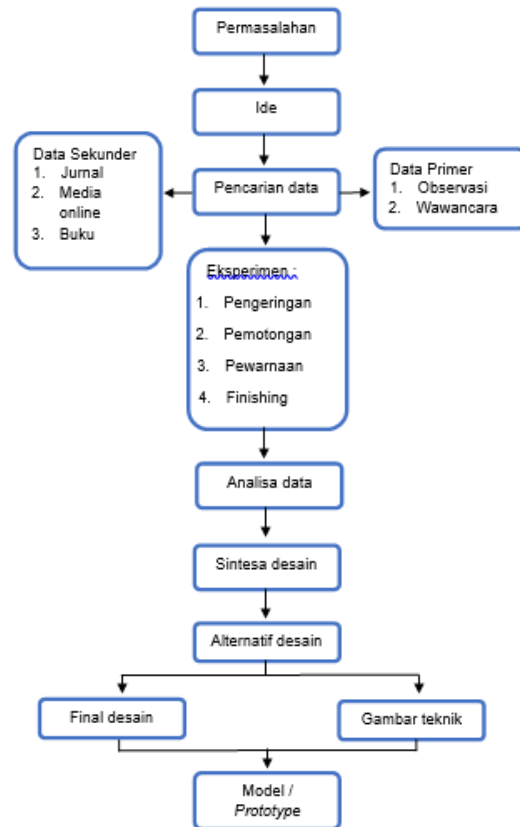 Permasalahan
Ide
Data Sekunder
1. Jurnal
2. Media
online
3. Buku
Pencarian data
Data Primer
1. Observasi
2. Wawancara
Eksperimen :
1. Pengeringan
2. Pemotongan
3. Pewarnaan
4. Finishing
Analisa data
Sintesa desain
Alternatif desain
Final desain
Gambar teknik
Model /
Prototype